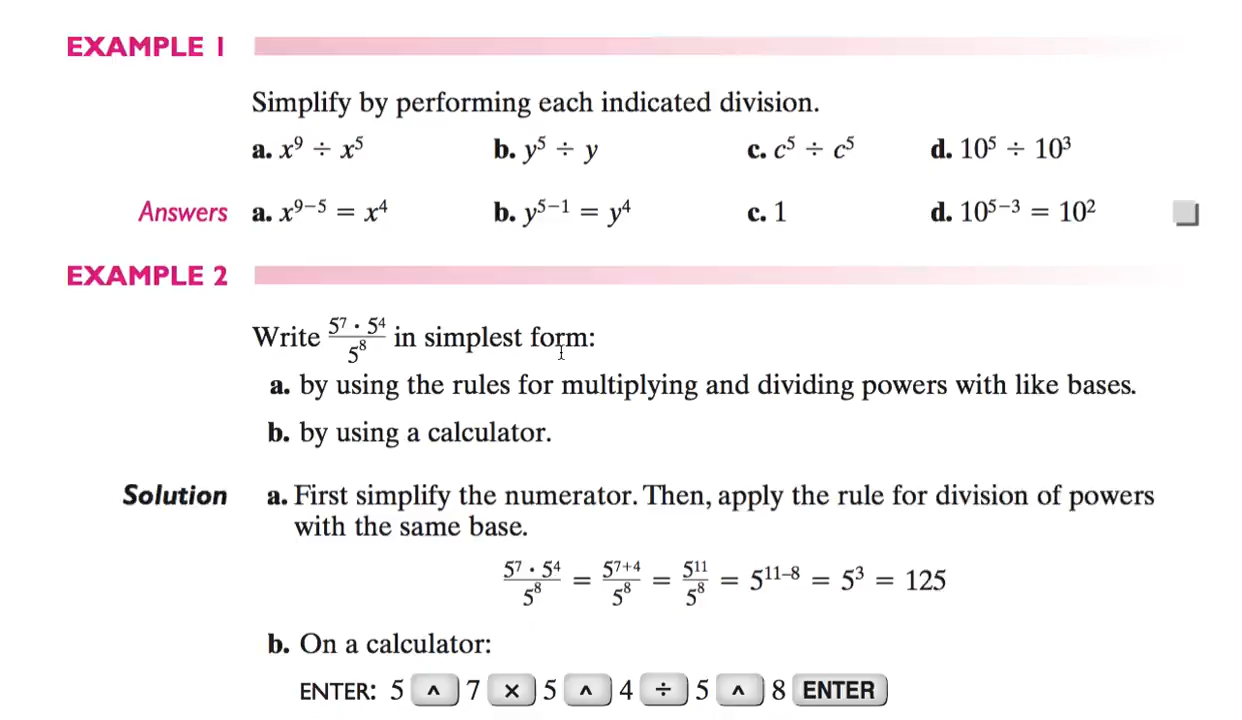 EXAMPLE 1
Simplify by performing each indicated division.
a. x⁹ ÷ x⁵ b. y⁵ ÷ y c. c⁵ ÷ c⁵ d. 10⁵ ÷ 10³
Answers a. x⁹⁻⁵ = x⁴ b. y⁵⁻¹ = y⁴ c. 1 d. 10⁵⁻³ = 10²
EXAMPLE 2
Write (5⁷ · 5⁴)/5⁸ in simplest form:
a. by using the rules for multiplying and dividing powers with like bases.
b. by using a calculator.
Solution a. First simplify the numerator. Then, apply the rule for division of powers
with the same base.
(5⁷ · 5⁴)/5⁸ = 5⁷⁺⁴/5⁸ = 5¹¹/5⁸ = 5¹¹⁻⁸ = 5³ = 125
b. On a calculator:
ENTER: 5 ^ 7 × 5 ^ 4 ÷ 5 ^ 8 ENTER